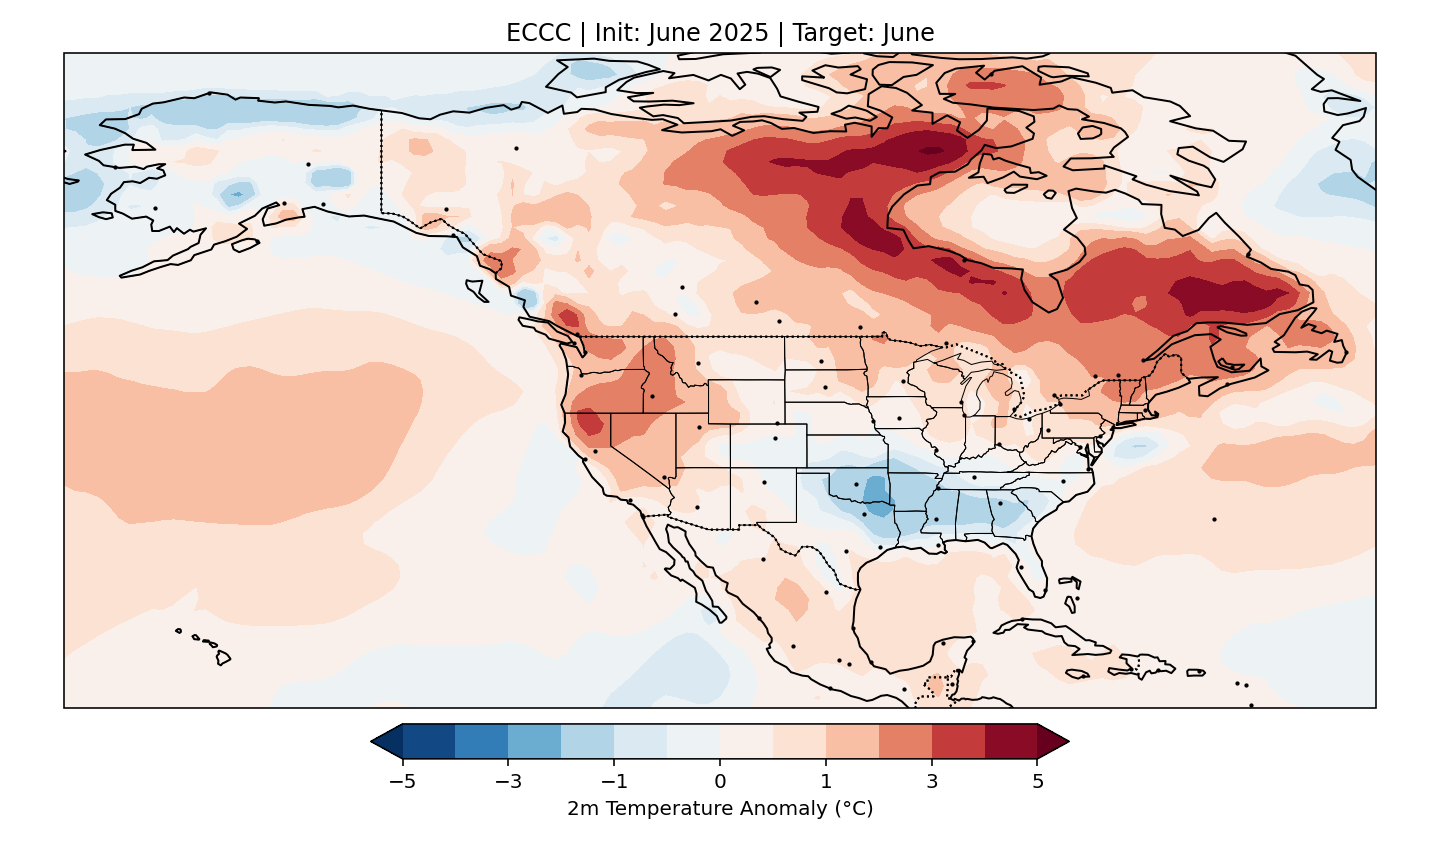 ECCC | Init: June 2025 | Target: June
−5 −3 −1 0 1 3 5
2m Temperature Anomaly (°C)